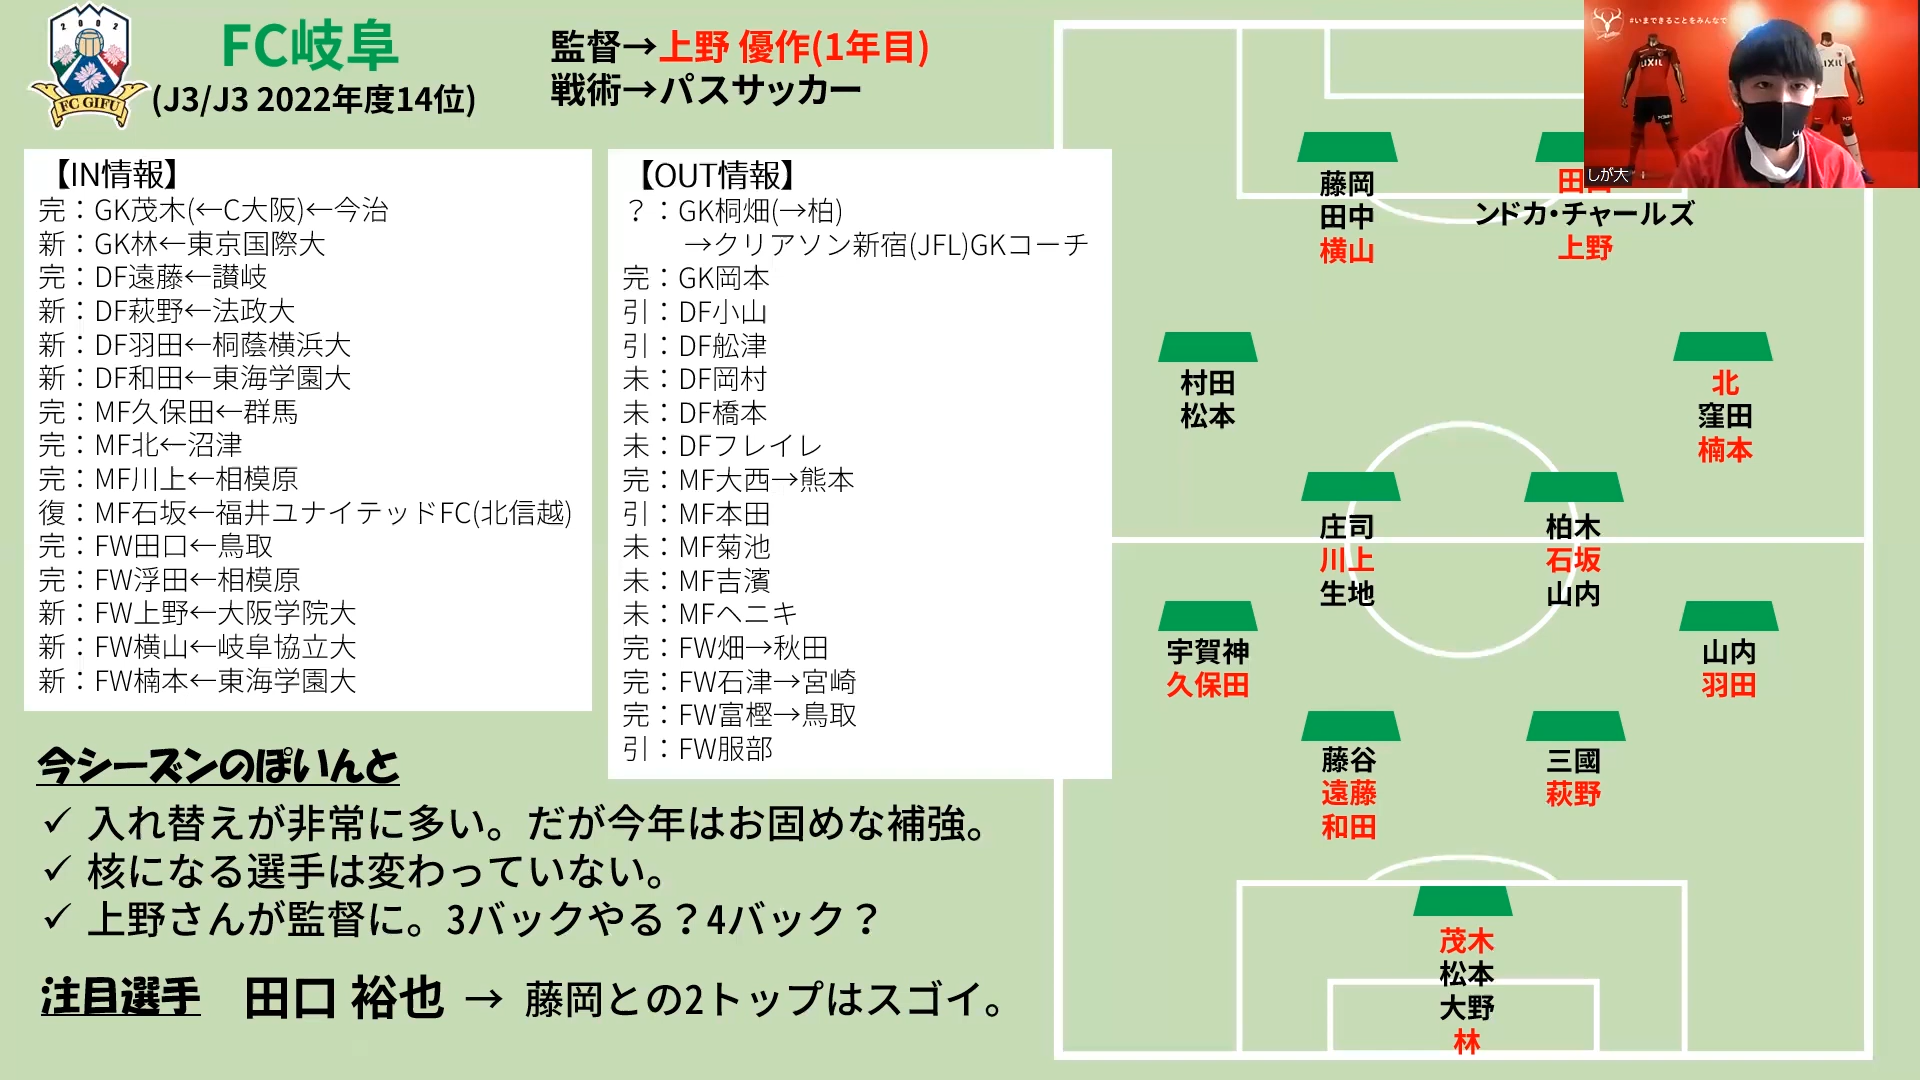 2002
FC GIFU
FC岐阜
(J3/J3 2022年度14位)
監督→上野 優作(1年目)
戦術→パスサッカー
【IN情報】
完：GK茂木(←C大阪)←今治
新：GK林←東京国際大
完：DF遠藤←讃岐
新：DF萩野←法政大
新：DF羽田←桐蔭横浜大
新：DF和田←東海学園大
完：MF久保田←群馬
完：MF北←沼津
完：MF川上←相模原
復：MF石坂←福井ユナイテッドFC(北信越)
完：FW田口←鳥取
完：FW浮田←相模原
新：FW上野←大阪学院大
新：FW横山←岐阜協立大
新：FW楠本←東海学園大
【OUT情報】
？：GK桐畑(→柏)
→クリアソン新宿(JFL)GKコーチ
完：GK岡本
引：DF小山
引：DF舩津
未：DF岡村
未：DF橋本
未：DFフレイレ
完：MF大西→熊本
引：MF本田
未：MF菊池
未：MF吉濱
未：MFヘニキ
完：FW畑→秋田
完：FW石津→宮崎
完：FW富樫→鳥取
引：FW服部
今シーズンのぽいんと
✓ 入れ替えが非常に多い。だが今年はお固めな補強。
✓ 核になる選手は変わっていない。
✓ 上野さんが監督に。3バックやる？4バック？
注目選手 田口 裕也 → 藤岡との2トップはスゴイ。
藤岡
田中
横山
田口
ンドカ・チャールズ
上野
村田
松本
北
窪田
楠本
庄司
川上
生地
柏木
石坂
山内
宇賀神
久保田
山内
羽田
藤谷
遠藤
和田
三國
萩野
茂木
松本
大野
林
#いまできることをみんなで
LIXIL
LIXIL
しが大